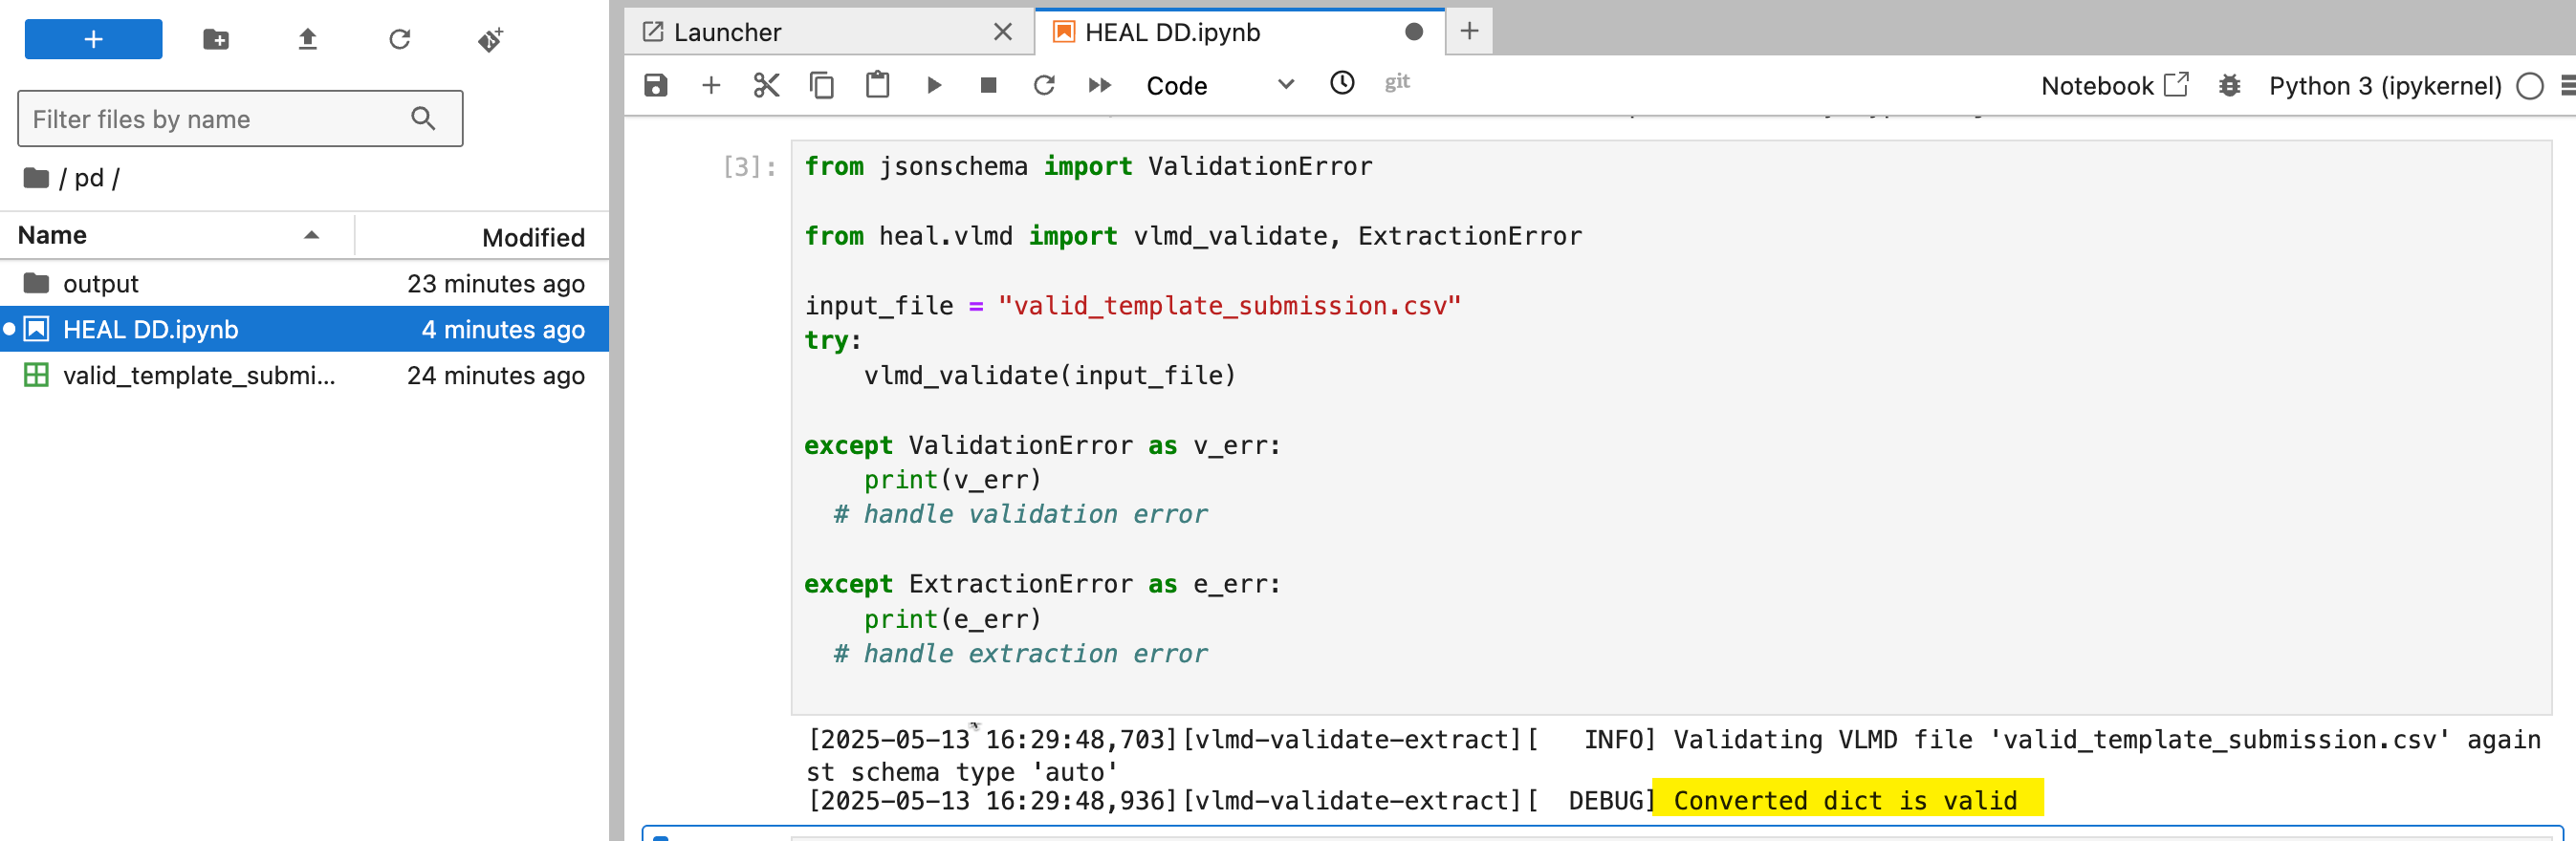 Launcher
HEAL DD.ipynb
Code
git
Notebook
Python 3 (ipykernel)
Filter files by name
/ pd /
Name
Modified
output
23 minutes ago
HEAL DD.ipynb
4 minutes ago
valid_template_submi...
24 minutes ago
[3]:
from jsonschema import ValidationError
from heal.vlmd import vlmd_validate, ExtractionError
input_file = "valid_template_submission.csv"
try:
    vlmd_validate(input_file)
except ValidationError as v_err:
    print(v_err)
  # handle validation error
except ExtractionError as e_err:
    print(e_err)
  # handle extraction error
[2025-05-13 16:29:48,703][vlmd-validate-extract][   INFO] Validating VLMD file 'valid_template_submission.csv' again
st schema type 'auto'
[2025-05-13 16:29:48,936][vlmd-validate-extract][  DEBUG] Converted dict is valid